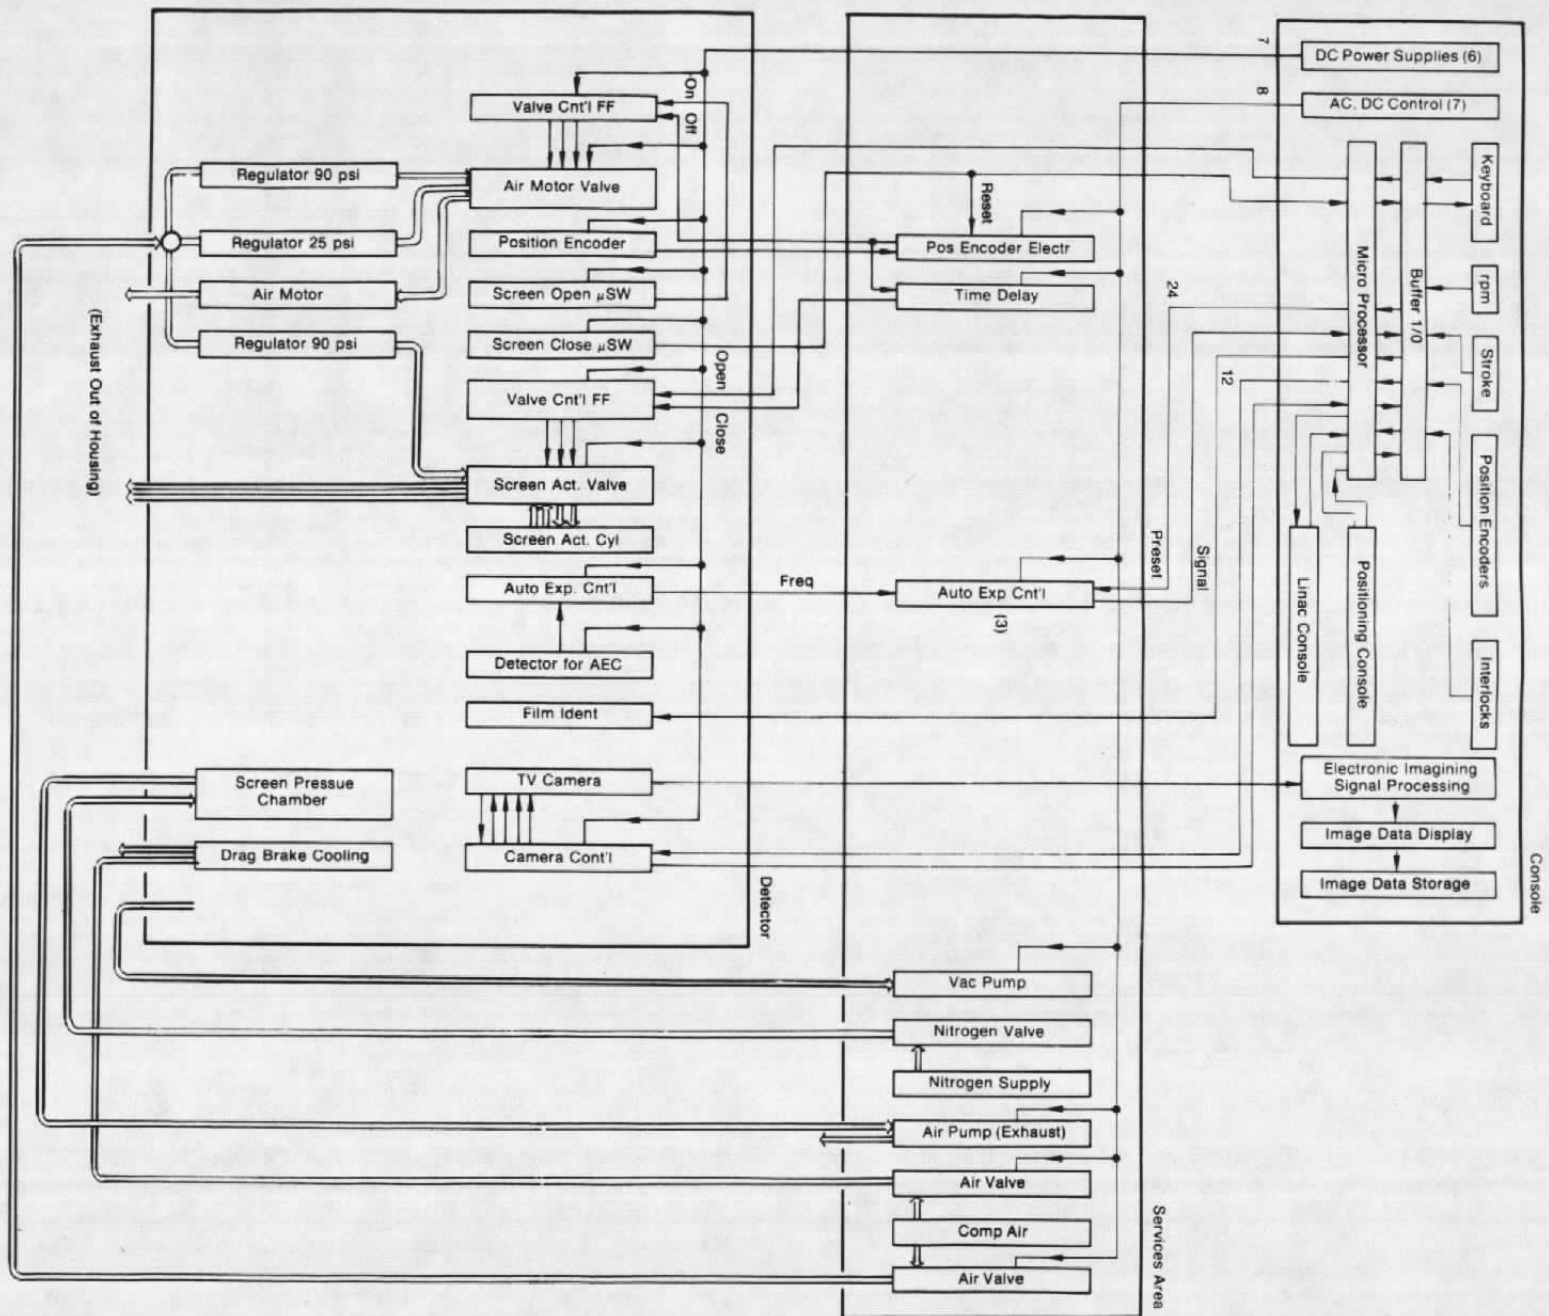 Console
DC Power Supplies (6)
AC. DC Control (7)
7
8
Keyboard
rpm
Stroke
Position Encoders
Interlocks
Buffer 1/0
Micro Processor
Positioning Console
Linac Console
Electronic Imagining
Signal Processing
Image Data Display
Image Data Storage
Services Area
Reset
Pos Encoder Electr
Time Delay
24
12
Signal
Preset
Freq
Auto Exp Cnt'l
(3)
Vac Pump
Nitrogen Valve
Nitrogen Supply
Air Pump (Exhaust)
Air Valve
Comp Air
Air Valve
Detector
On
Off
Valve Cnt'l FF
Air Motor Valve
Position Encoder
Screen Open µSW
Screen Close µSW
Open
Close
Valve Cnt'l FF
Screen Act. Valve
Screen Act. Cyl
Auto Exp. Cnt'l
Detector for AEC
Film Ident
TV Camera
Camera Cont'l
Regulator 90 psi
Regulator 25 psi
Air Motor
Regulator 90 psi
(Exhaust Out of Housing)
Screen Pressue
Chamber
Drag Brake Cooling